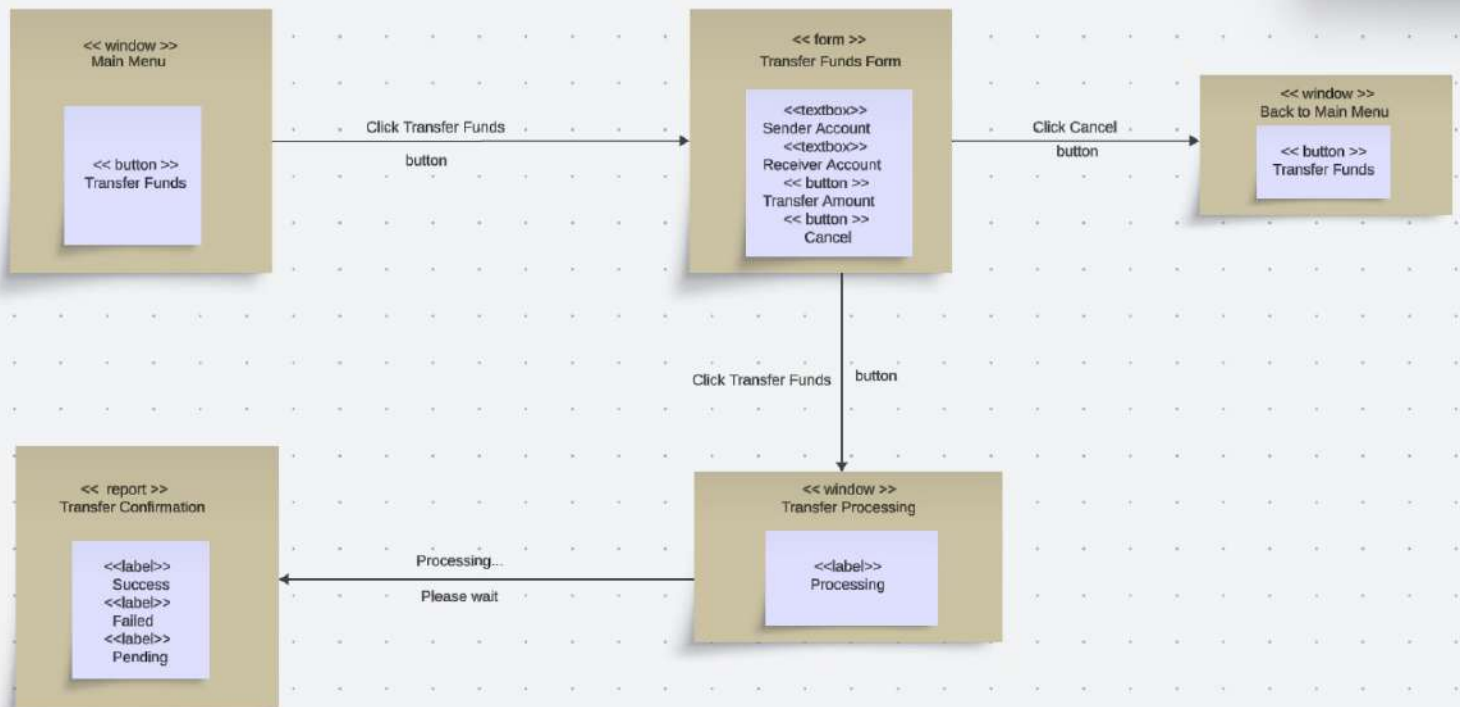 << window >>
Main Menu
<< button >>
Transfer Funds
Click Transfer Funds
button
<< form >>
Transfer Funds Form
<<textbox>>
Sender Account
<<textbox>>
Receiver Account
<< button >>
Transfer Amount
<< button >>
Cancel
Click Cancel
button
<< window >>
Back to Main Menu
<< button >>
Transfer Funds
Click Transfer Funds
button
<< window >>
Transfer Processing
<<label>>
Processing
Processing...
Please wait
<< report >>
Transfer Confirmation
<<label>>
Success
<<label>>
Failed
<<label>>
Pending